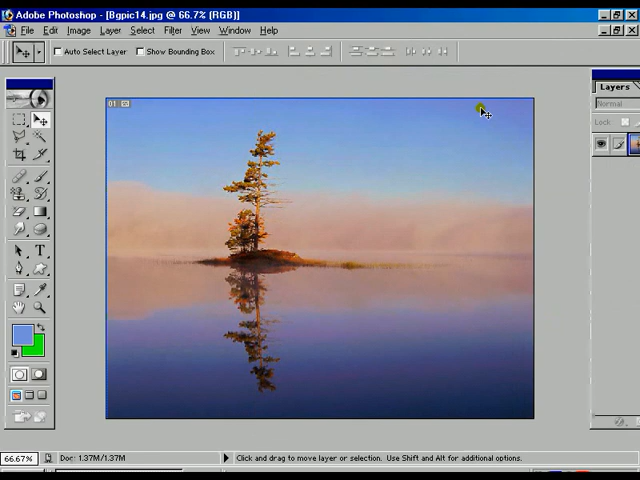 Adobe Photoshop - [Bgpic14.jpg @ 66.7% (RGB)]
File Edit Image Layer Select Filter View Window Help
Auto Select Layer Show Bounding Box
01
Layers
Normal
Lock
T
66.67% Doc: 1.37M/1.37M Click and drag to move layer or selection. Use Shift and Alt for additional options.